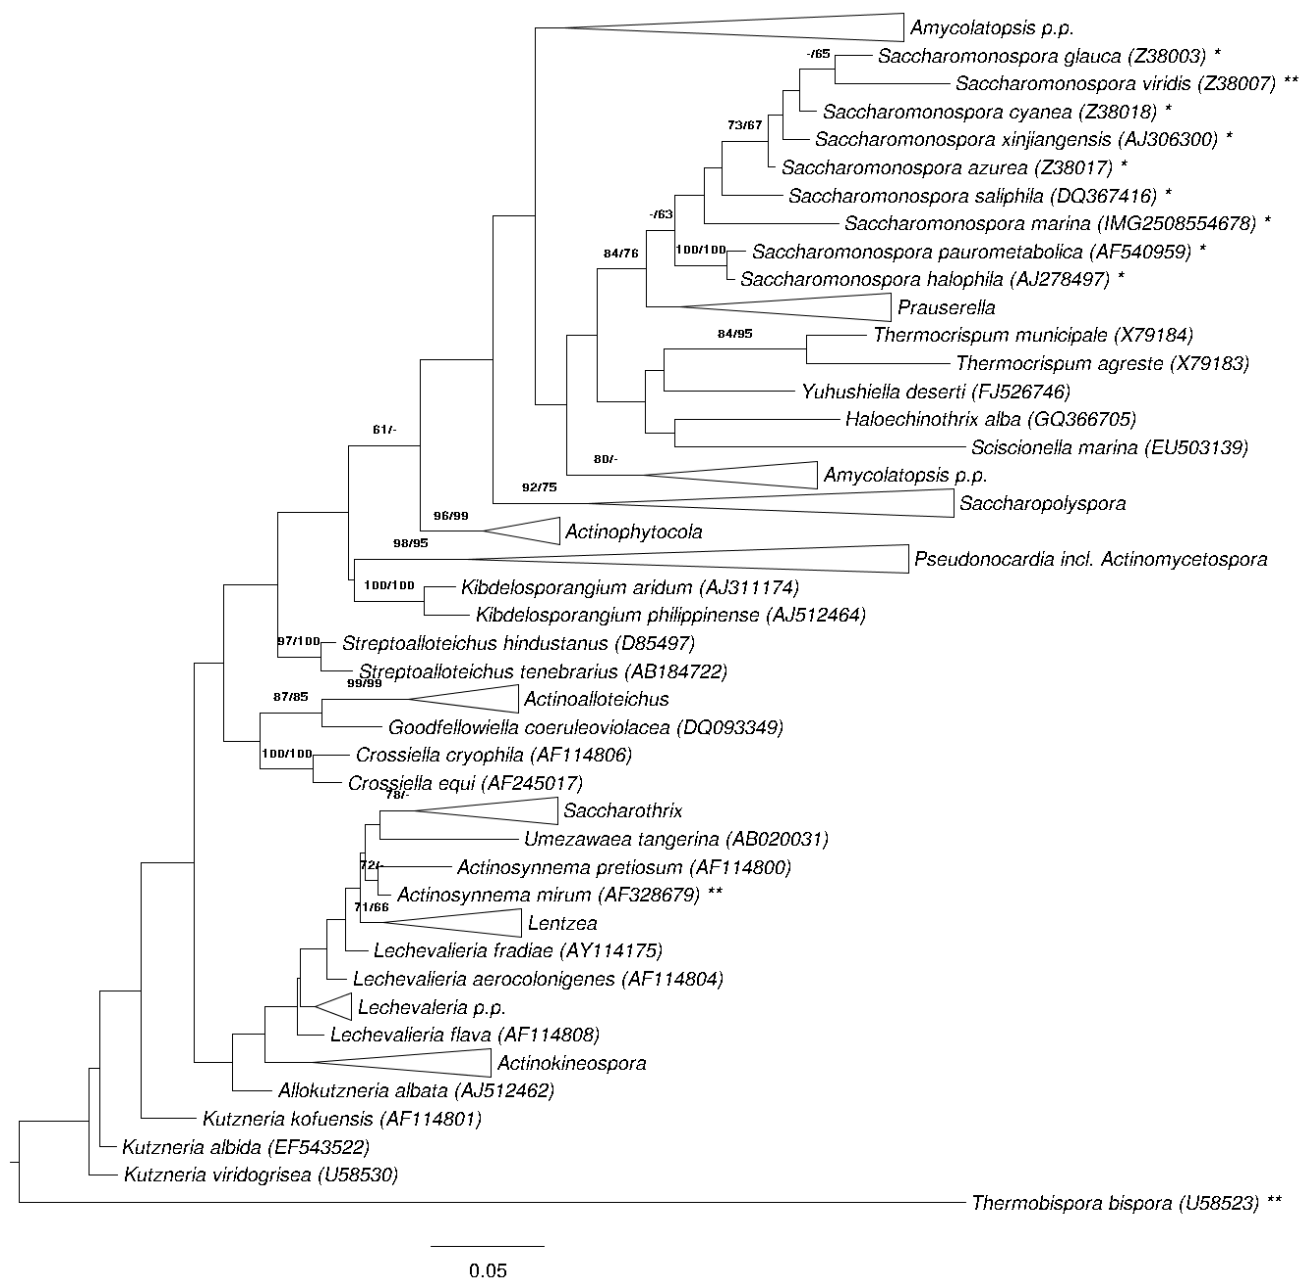 Amycolatopsis p.p.
-/65
Saccharomonospora glauca (Z38003) *
Saccharomonospora viridis (Z38007) **
Saccharomonospora cyanea (Z38018) *
73/67
Saccharomonospora xinjiangensis (AJ306300) *
Saccharomonospora azurea (Z38017) *
Saccharomonospora saliphila (DQ367416) *
-/63
Saccharomonospora marina (IMG2508554678) *
84/76
100/100
Saccharomonospora paurometabolica (AF540959) *
Saccharomonospora halophila (AJ278497) *
Prauserella
84/95
Thermocrispum municipale (X79184)
Thermocrispum agreste (X79183)
Yuhushiella deserti (FJ526746)
Haloechinothrix alba (GQ366705)
61/-
Sciscionella marina (EU503139)
80/-
Amycolatopsis p.p.
92/75
Saccharopolyspora
96/99
Actinophytocola
98/95
Pseudonocardia incl. Actinomycetospora
100/100
Kibdelosporangium aridum (AJ311174)
Kibdelosporangium philippinense (AJ512464)
97/100
Streptoalloteichus hindustanus (D85497)
Streptoalloteichus tenebrarius (AB184722)
99/99
87/85
Actinoalloteichus
Goodfellowiella coeruleoviolacea (DQ093349)
100/100
Crossiella cryophila (AF114806)
Crossiella equi (AF245017)
78/-
Saccharothrix
Umezawaea tangerina (AB020031)
72/-
Actinosynnema pretiosum (AF114800)
Actinosynnema mirum (AF328679) **
71/66
Lentzea
Lechevalieria fradiae (AY114175)
Lechevalieria aerocolonigenes (AF114804)
Lechevaleria p.p.
Lechevalieria flava (AF114808)
Actinokineospora
Allokutzneria albata (AJ512462)
Kutzneria kofuensis (AF114801)
Kutzneria albida (EF543522)
Kutzneria viridogrisea (U58530)
Thermobispora bispora (U58523) **
0.05